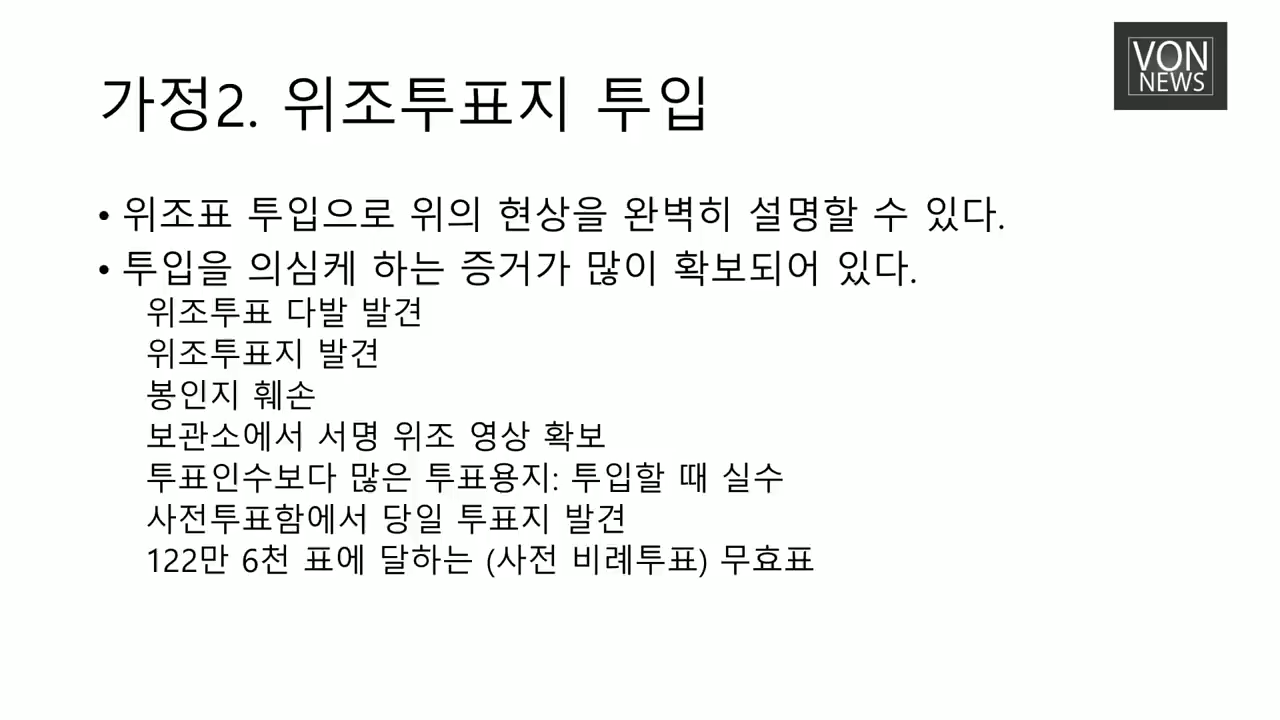 VON
NEWS
가정2. 위조투표지 투입
• 위조표 투입으로 위의 현상을 완벽히 설명할 수 있다.
• 투입을 의심케 하는 증거가 많이 확보되어 있다.
위조투표 다발 발견
위조투표지 발견
봉인지 훼손
보관소에서 서명 위조 영상 확보
투표인수보다 많은 투표용지: 투입할 때 실수
사전투표함에서 당일 투표지 발견
122만 6천 표에 달하는 (사전 비례투표) 무효표